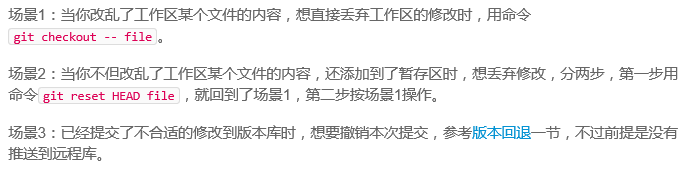 场景1：当你改乱了工作区某个文件的内容，想直接丢弃工作区的修改时，用命令
git checkout -- file。
场景2：当你不但改乱了工作区某个文件的内容，还添加到了暂存区时，想丢弃修改，分两步，第一步用
命令git reset HEAD file，就回到了场景1，第二步按场景1操作。
场景3：已经提交了不合适的修改到版本库时，想要撤销本次提交，参考版本回退一节，不过前提是没有
推送到远程库。